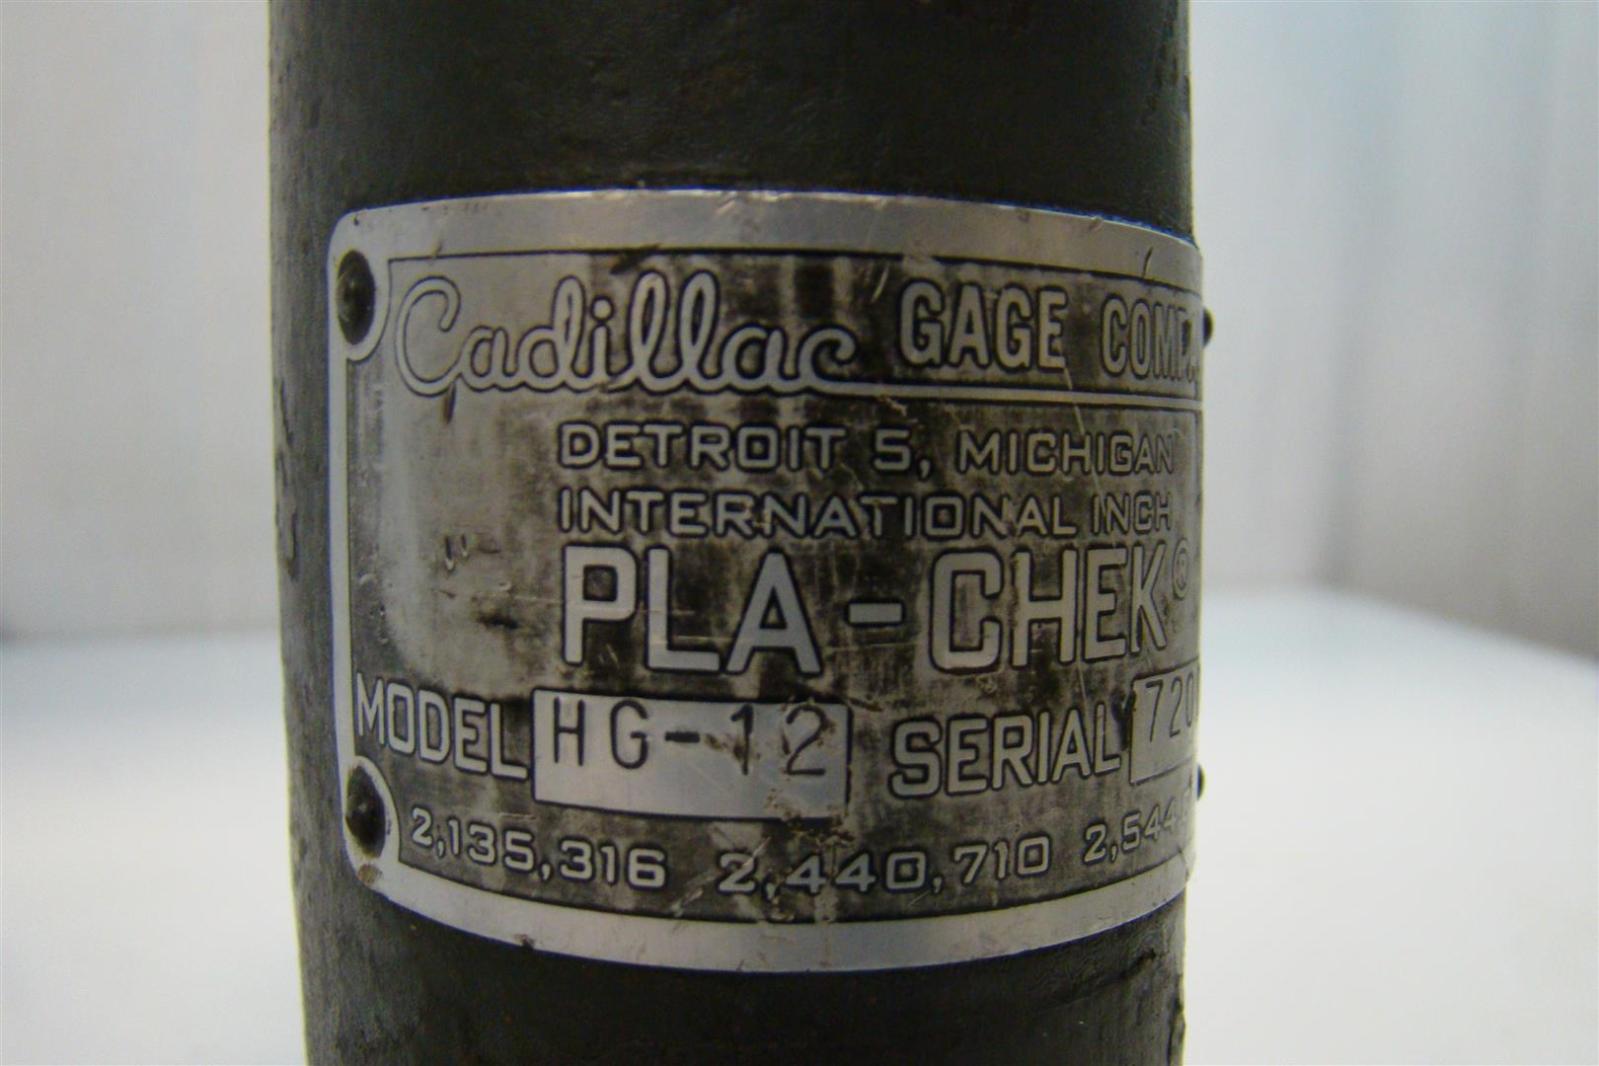 Cadillac GAGE
DETROIT 5, MICHIGAN
INTERNATIONAL INCH
PLA-CHEK®
MODEL HG-12 SERIAL 720
2,135,316 2,440,710